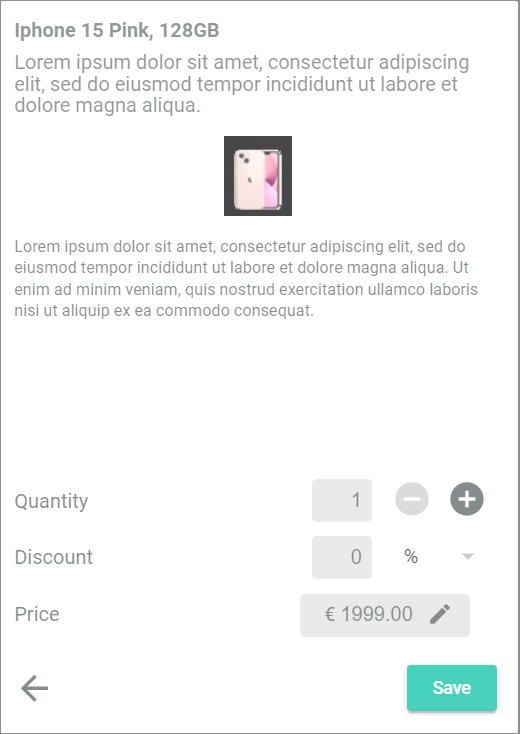 Iphone 15 Pink, 128GB
Lorem ipsum dolor sit amet, consectetur adipiscing
elit, sed do eiusmod tempor incididunt ut labore et
dolore magna aliqua.
Lorem ipsum dolor sit amet, consectetur adipiscing elit, sed do
eiusmod tempor incididunt ut labore et dolore magna aliqua. Ut
enim ad minim veniam, quis nostrud exercitation ullamco laboris
nisi ut aliquip ex ea commodo consequat.
Quantity 1
Discount 0 %
Price € 1999.00
Save